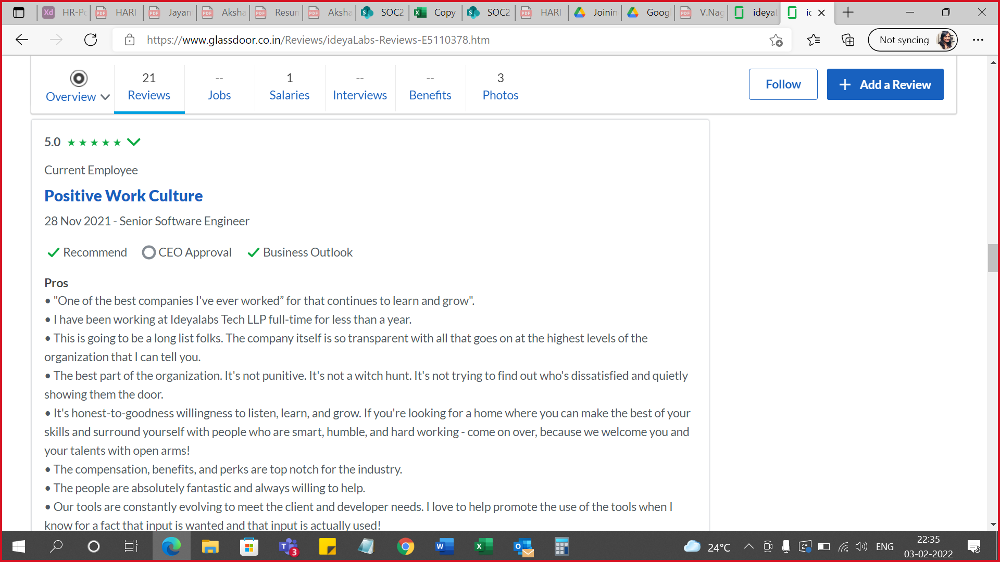 HR-Po HARI Jayan Aksha Resun Aksha SOC2 Copy SOC2 HARI Joinin Goog V.Nag ideyal ic
https://www.glassdoor.co.in/Reviews/ideyaLabs-Reviews-E5110378.htm Not syncing
21 -- 1 -- -- 3
Overview Reviews Jobs Salaries Interviews Benefits Photos Follow + Add a Review
5.0 ★★★★★
Current Employee
Positive Work Culture
28 Nov 2021 - Senior Software Engineer
Recommend CEO Approval Business Outlook
Pros
• "One of the best companies I've ever worked” for that continues to learn and grow".
• I have been working at Ideyalabs Tech LLP full-time for less than a year.
• This is going to be a long list folks. The company itself is so transparent with all that goes on at the highest levels of the
organization that I can tell you.
• The best part of the organization. It's not punitive. It's not a witch hunt. It's not trying to find out who's dissatisfied and quietly
showing them the door.
• It's honest-to-goodness willingness to listen, learn, and grow. If you're looking for a home where you can make the best of your
skills and surround yourself with people who are smart, humble, and hard working - come on over, because we welcome you and
your talents with open arms!
• The compensation, benefits, and perks are top notch for the industry.
• The people are absolutely fantastic and always willing to help.
• Our tools are constantly evolving to meet the client and developer needs. I love to help promote the use of the tools when I
know for a fact that input is wanted and that input is actually used!
24°C ENG 22:35
03-02-2022